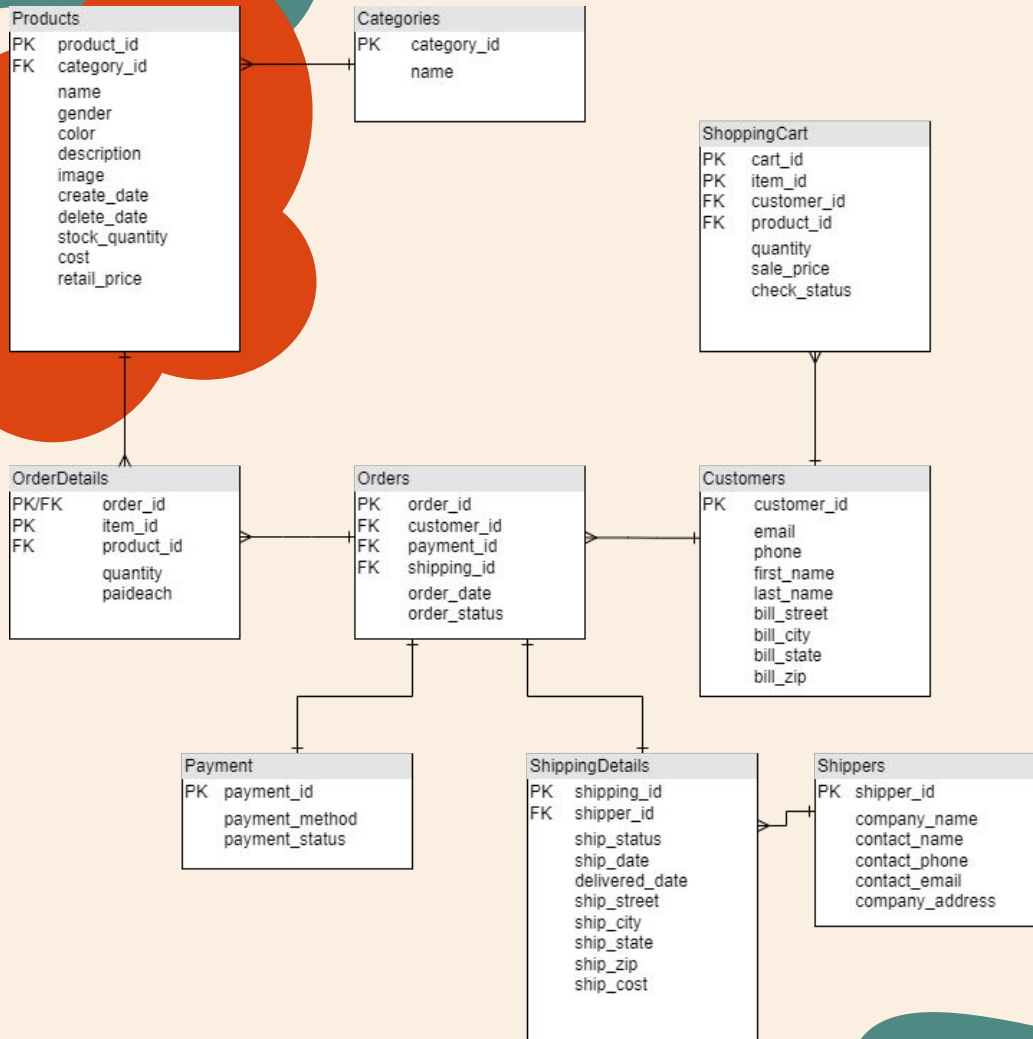 Products
PK product_id
FK category_id
name
gender
color
description
image
create_date
delete_date
stock_quantity
cost
retail_price
Categories
PK category_id
name
ShoppingCart
PK cart_id
PK item_id
FK customer_id
FK product_id
quantity
sale_price
check_status
OrderDetails
PK/FK order_id
PK item_id
FK product_id
quantity
paideach
Orders
PK order_id
FK customer_id
FK payment_id
FK shipping_id
order_date
order_status
Customers
PK customer_id
email
phone
first_name
last_name
bill_street
bill_city
bill_state
bill_zip
Payment
PK payment_id
payment_method
payment_status
ShippingDetails
PK shipping_id
FK shipper_id
ship_status
ship_date
delivered_date
ship_street
ship_city
ship_state
ship_zip
ship_cost
Shippers
PK shipper_id
company_name
contact_name
contact_phone
contact_email
company_address